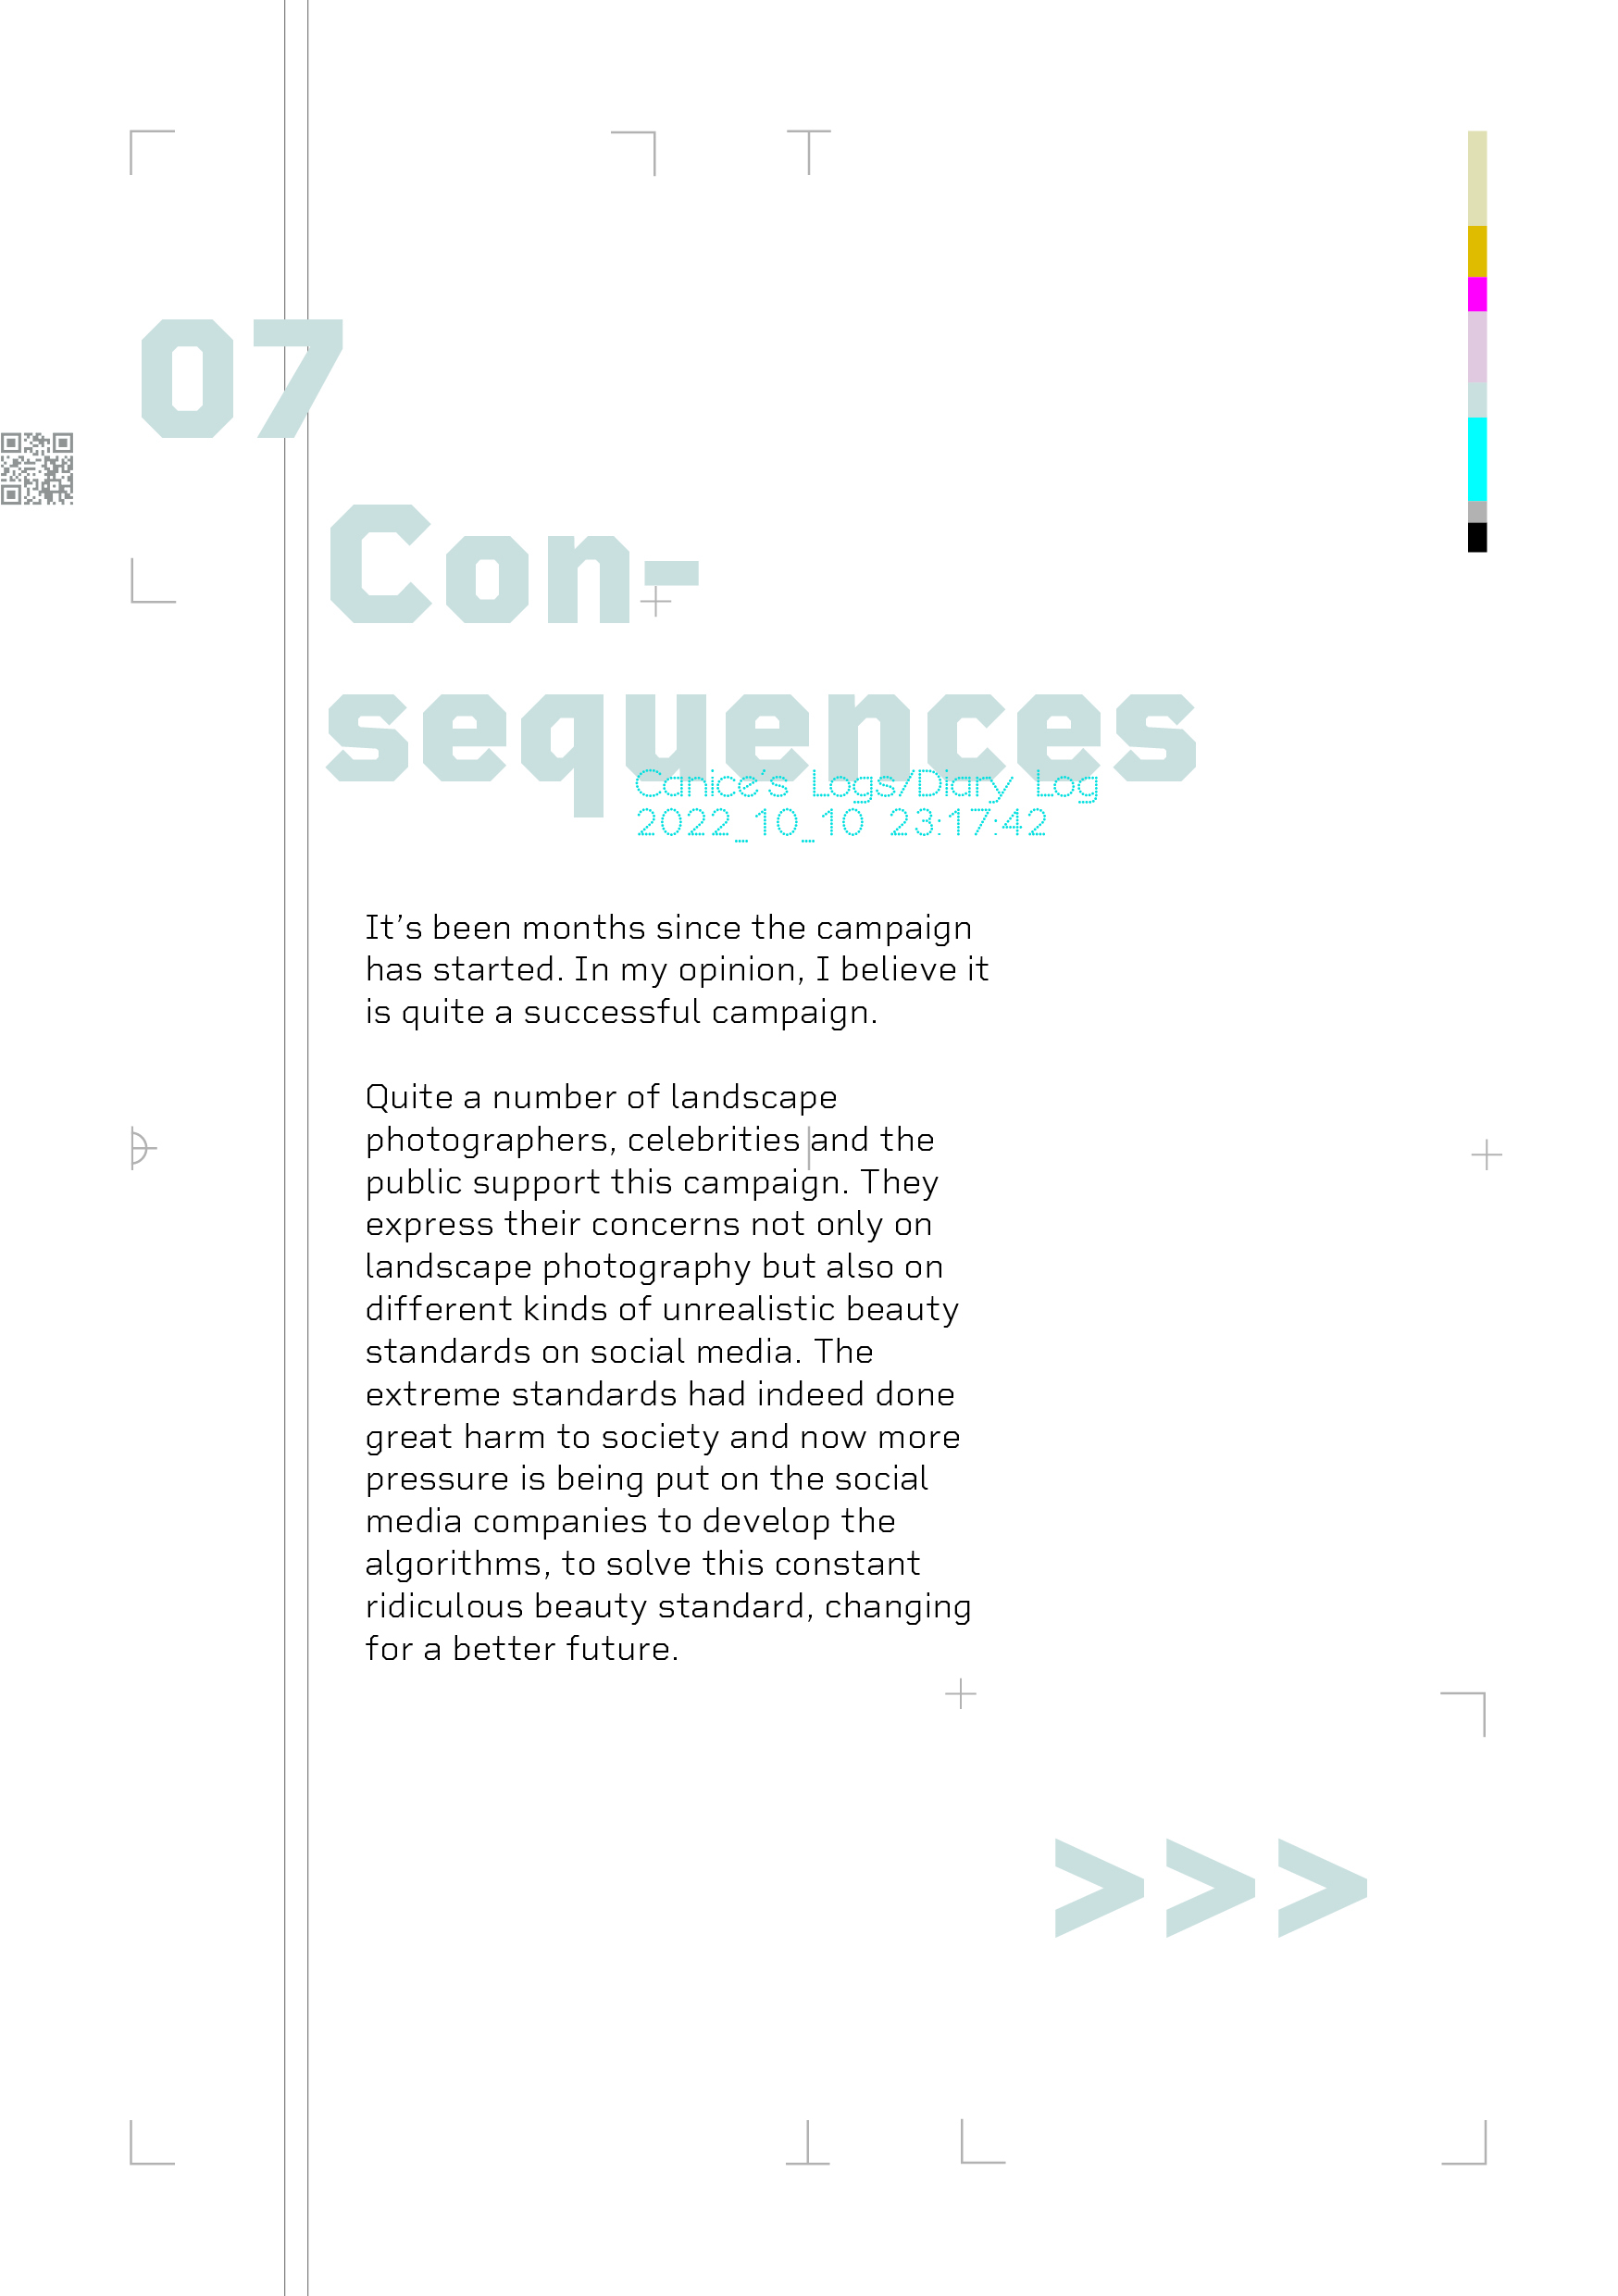 07
Con-
sequences
Canice's Logs/Diary Log
2022_10_10 23:17:42
It’s been months since the campaign
has started. In my opinion, I believe it
is quite a successful campaign.
Quite a number of landscape
photographers, celebrities and the
public support this campaign. They
express their concerns not only on
landscape photography but also on
different kinds of unrealistic beauty
standards on social media. The
extreme standards had indeed done
great harm to society and now more
pressure is being put on the social
media companies to develop the
algorithms, to solve this constant
ridiculous beauty standard, changing
for a better future.
>>>